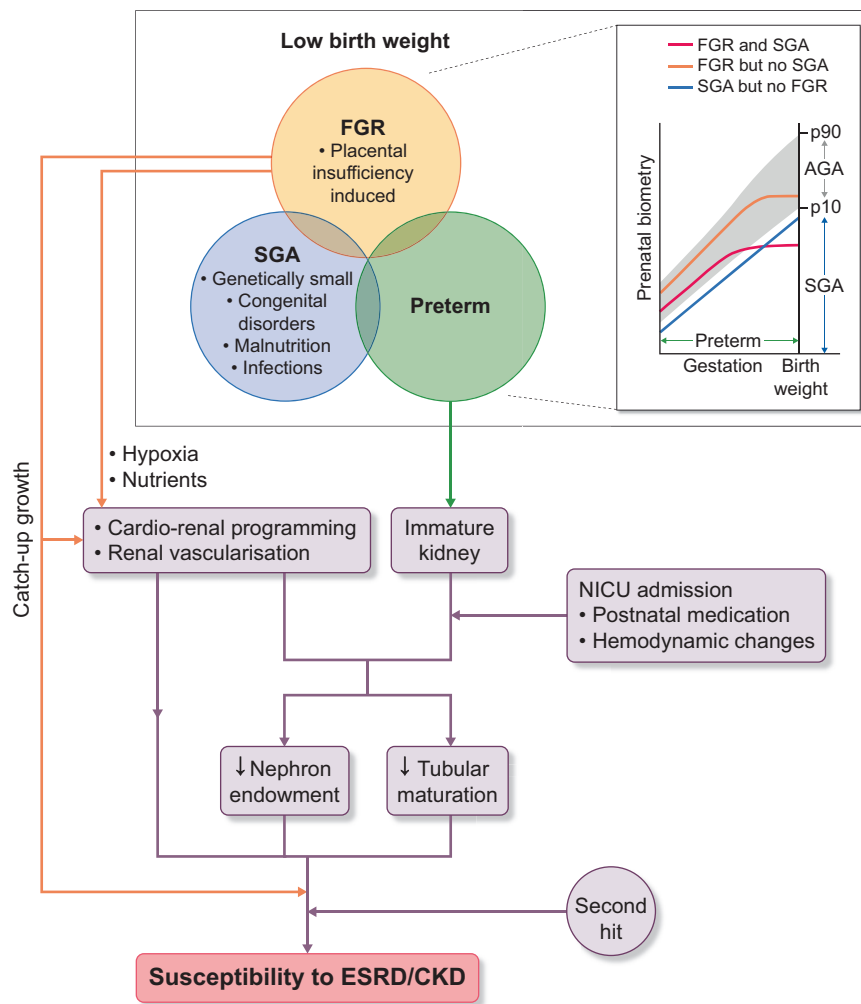 Low birth weight
FGR
• Placental
insufficiency
induced
SGA
• Genetically small
• Congenital
disorders
• Malnutrition
• Infections
Preterm
FGR and SGA
FGR but no SGA
SGA but no FGR
p90
AGA
p10
SGA
Prenatal biometry
Preterm
Gestation
Birth
weight
• Hypoxia
• Nutrients
Catch-up growth
• Cardio-renal programming
• Renal vascularisation
Immature
kidney
NICU admission
• Postnatal medication
• Hemodynamic changes
↓ Nephron
endowment
↓ Tubular
maturation
Second
hit
Susceptibility to ESRD/CKD